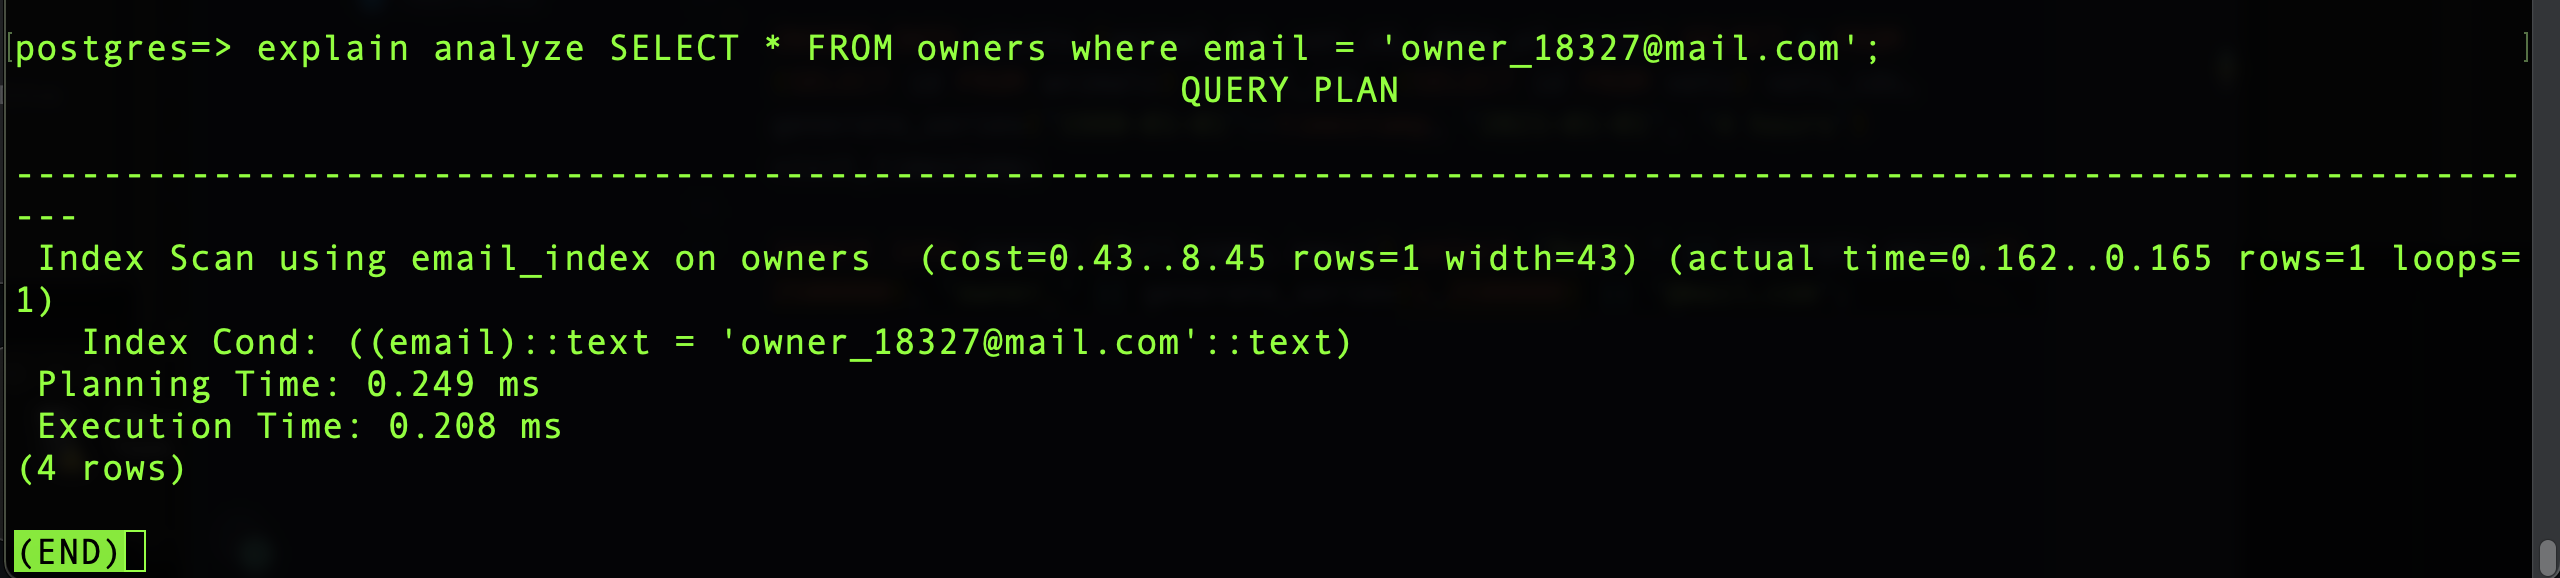 [postgres=> explain analyze SELECT * FROM owners where email = 'owner_18327@mail.com'; ]
QUERY PLAN
-------------------------------------------------------------------------------------------------------------------
---
Index Scan using email_index on owners  (cost=0.43..8.45 rows=1 width=43) (actual time=0.162..0.165 rows=1 loops=
1)
Index Cond: ((email)::text = 'owner_18327@mail.com'::text)
Planning Time: 0.249 ms
Execution Time: 0.208 ms
(4 rows)
(END)